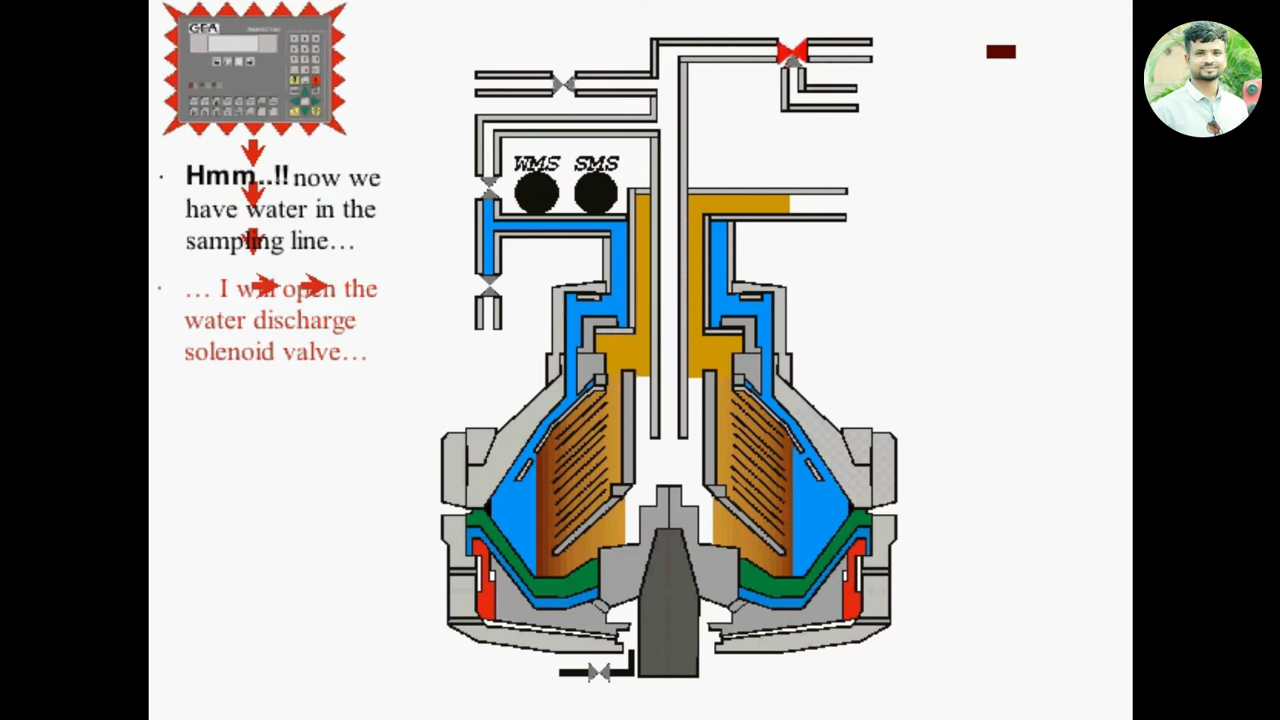 GEA
WMS SMS
· Hmm..!! now we
have water in the
sampling line…
· … I will open the
water discharge
solenoid valve…